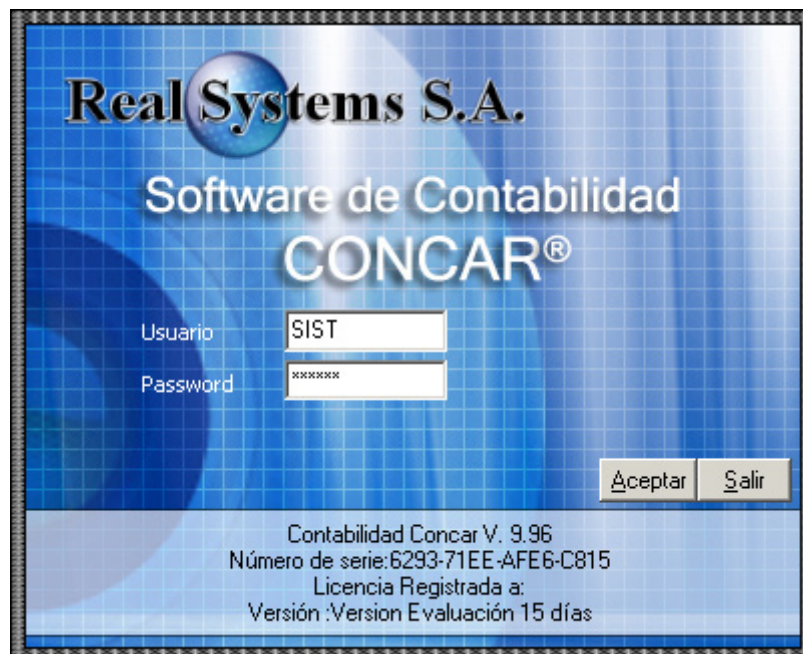 Real Systems S.A.
Software de Contabilidad
CONCAR®
Usuario SIST
Password ******
Aceptar Salir
Contabilidad Concar V. 9.96
Número de serie:6293-71EE-AFE6-C815
Licencia Registrada a:
Versión :Version Evaluación 15 días